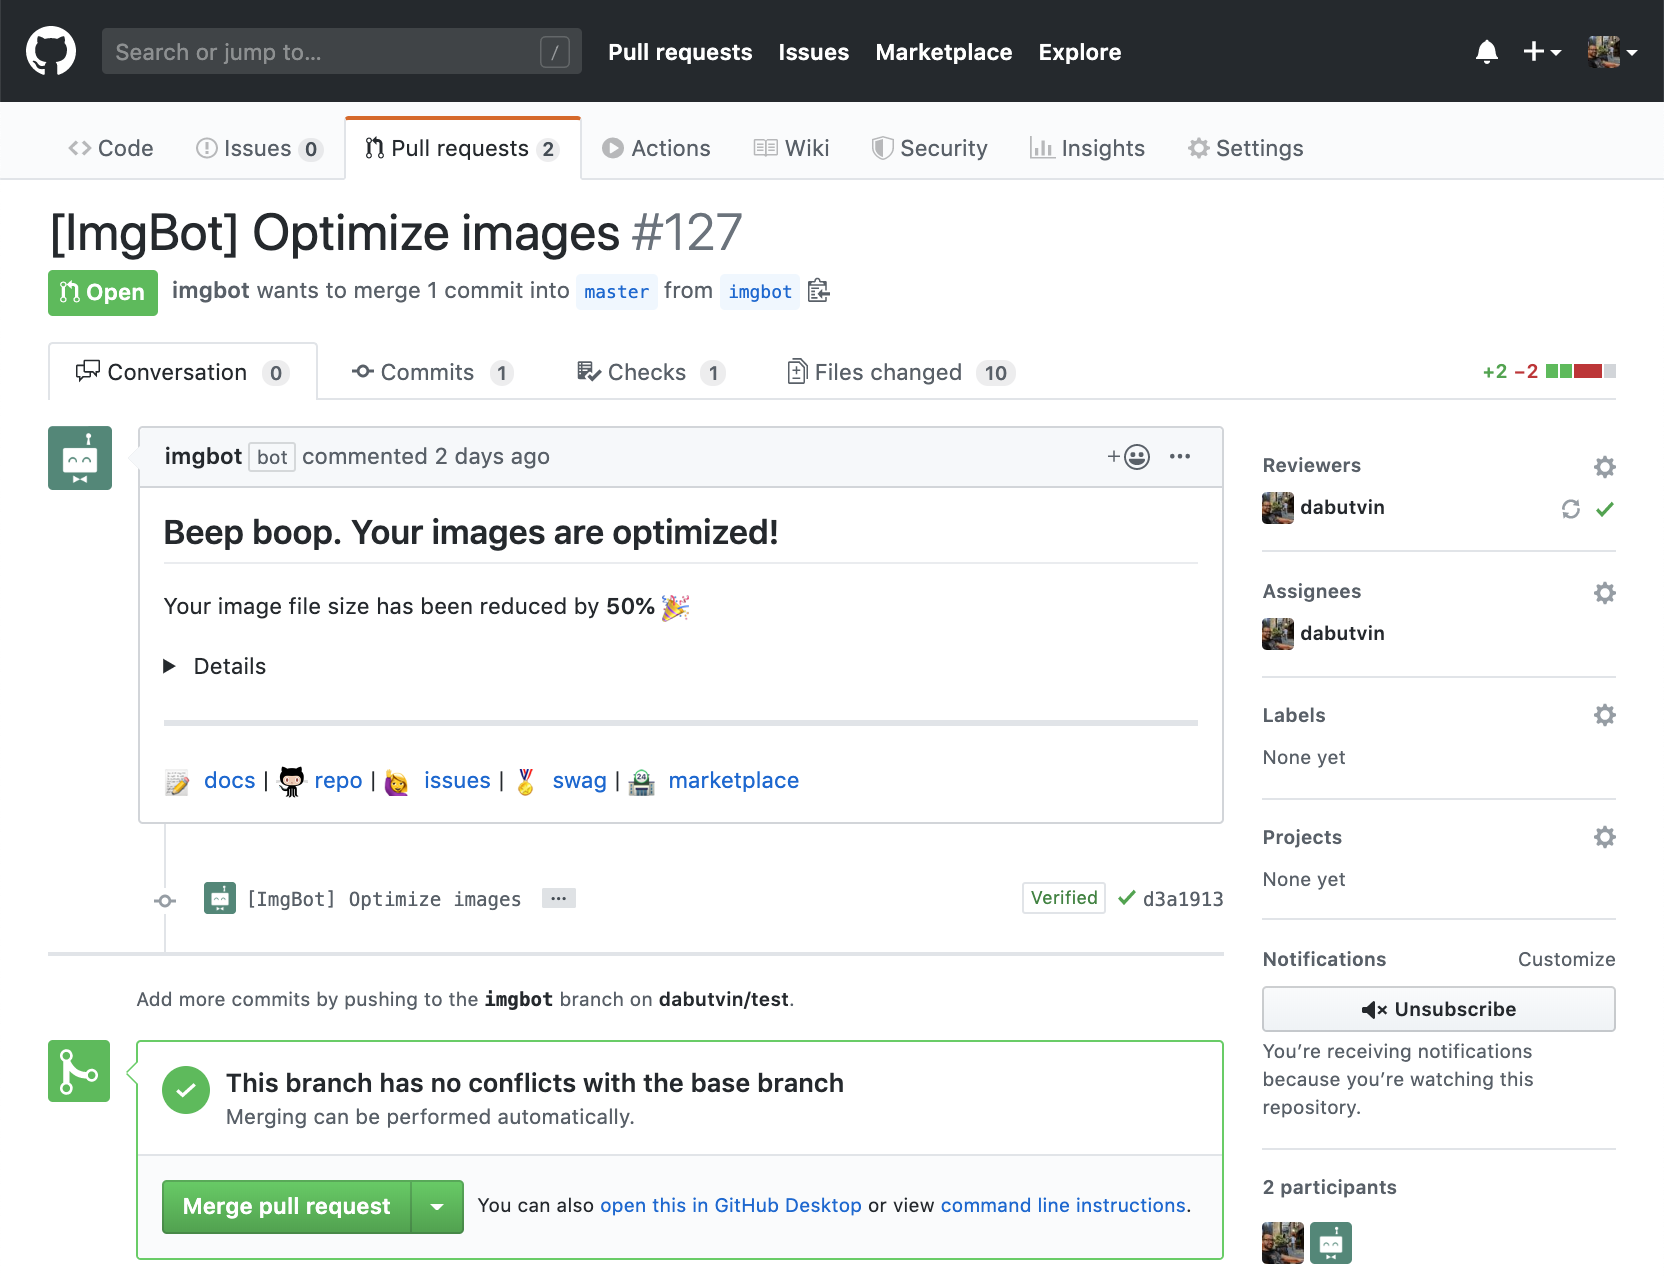 Search or jump to... /
Pull requests Issues Marketplace Explore
Code Issues 0 Pull requests 2 Actions Wiki Security Insights Settings
[ImgBot] Optimize images #127
Open imgbot wants to merge 1 commit into master from imgbot
Conversation 0 Commits 1 Checks 1 Files changed 10 +2 −2
imgbot bot commented 2 days ago
Beep boop. Your images are optimized!
Your image file size has been reduced by 50% 🎉
Details
docs | repo | issues | swag | marketplace
[ImgBot] Optimize images ... Verified d3a1913
Add more commits by pushing to the imgbot branch on dabutvin/test.
This branch has no conflicts with the base branch
Merging can be performed automatically.
Merge pull request You can also open this in GitHub Desktop or view command line instructions.
Reviewers
dabutvin
Assignees
dabutvin
Labels
None yet
Projects
None yet
Notifications Customize
Unsubscribe
You’re receiving notifications
because you’re watching this
repository.
2 participants